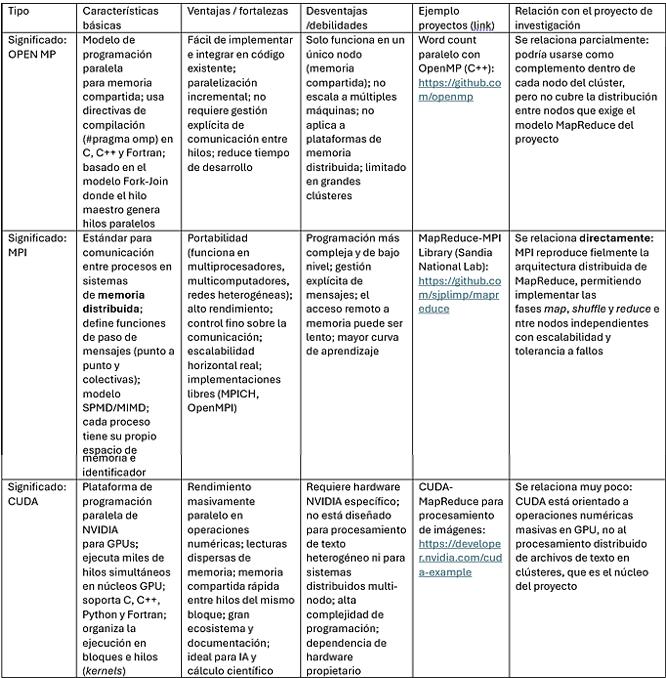 Tipo
Características
básicas
Ventajas / fortalezas
Desventajas
/debilidades
Ejemplo
proyectos (link)
Relación con el proyecto de
investigación
Significado:
OPEN MP
Modelo de
programación
paralela
para memoria
compartida; usa
directivas de
compilación
(#pragma omp) en
C, C++ y Fortran;
basado en el
modelo Fork-Join
donde el hilo
maestro genera
hilos paralelos
Fácil de implementar
e integrar en código
existente;
paralelización
incremental; no
requiere gestión
explícita de
comunicación entre
hilos; reduce tiempo
de desarrollo
Solo funciona en un
único nodo
(memoria
compartida); no
escala a múltiples
máquinas; no
aplica a
plataformas de
memoria
distribuida; limitado
en grandes
clústeres
Word count
paralelo con
OpenMP (C++):
https://github.co
m/openmp
Se relaciona parcialmente:
podría usarse como
complemento dentro de
cada nodo del clúster,
pero no cubre la distribución
entre nodos que exige el
modelo MapReduce del
proyecto
Significado:
MPI
Estándar para
comunicación
entre procesos en
sistemas
de memoria
distribuida;
define funciones
de paso de
mensajes (punto a
punto y
colectivas);
modelo
SPMD/MIMD;
cada proceso
tiene su propio
espacio de
memoria e
identificador
Portabilidad
(funciona en
multiprocesadores,
multicomputadores,
redes heterogéneas);
alto rendimiento;
control fino sobre la
comunicación;
escalabilidad
horizontal real;
implementaciones
libres (MPICH,
OpenMPI)
Programación más
compleja y de bajo
nivel; gestión
explícita de
mensajes; el
acceso remoto a
memoria puede ser
lento; mayor curva
de aprendizaje
MapReduce-MPI
Library (Sandia
National Lab):
https://github.co
m/sjplimp/mapr
educe
Se relaciona directamente:
MPI reproduce fielmente la
arquitectura distribuida de
MapReduce, permitiendo
implementar las
fases map, shuffle y reduce e
ntre nodos independientes
con escalabilidad y
tolerancia a fallos
Significado:
CUDA
Plataforma de
programación
paralela de
NVIDIA
para GPUs;
ejecuta miles de
hilos simultáneos
en núcleos GPU;
soporta C, C++,
Python y Fortran;
organiza la
ejecución en
bloques e hilos
(kernels)
Rendimiento
masivamente
paralelo en
operaciones
numéricas; lecturas
dispersas de
memoria; memoria
compartida rápida
entre hilos del mismo
bloque; gran
ecosistema y
documentación;
ideal para IA y
cálculo científico
Requiere hardware
NVIDIA específico;
no está diseñado
para procesamiento
de texto
heterogéneo ni para
sistemas
distribuidos multi-
nodo; alta
complejidad de
programación;
dependencia de
hardware
propietario
CUDA-
MapReduce para
procesamiento
de imágenes:
https://develope
r.nvidia.com/cud
a-example
Se relaciona muy poco:
CUDA está orientado a
operaciones numéricas
masivas en GPU, no al
procesamiento distribuido
de archivos de texto en
clústeres, que es el núcleo
del proyecto